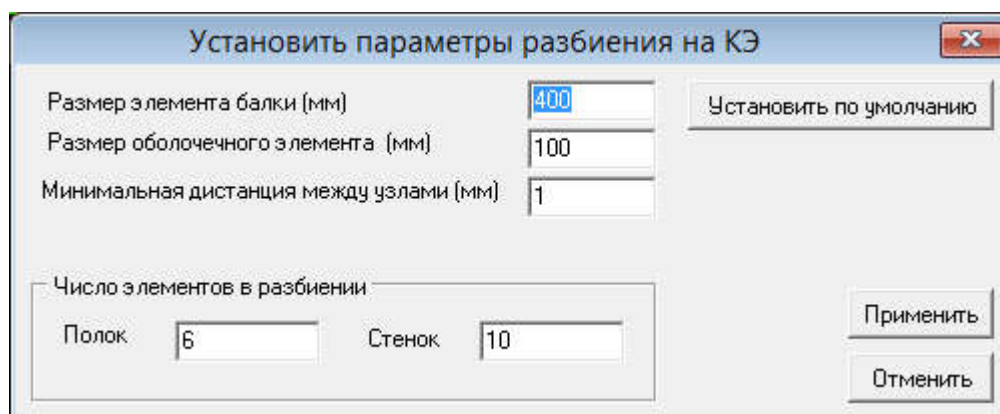 Установить параметры разбиения на КЭ
Размер элемента балки (мм) 400 Установить по умолчанию
Размер оболочечного элемента (мм) 100
Минимальная дистанция между узлами (мм) 1
Число элементов в разбиении
Полок 6 Стенок 10
Применить
Отменить